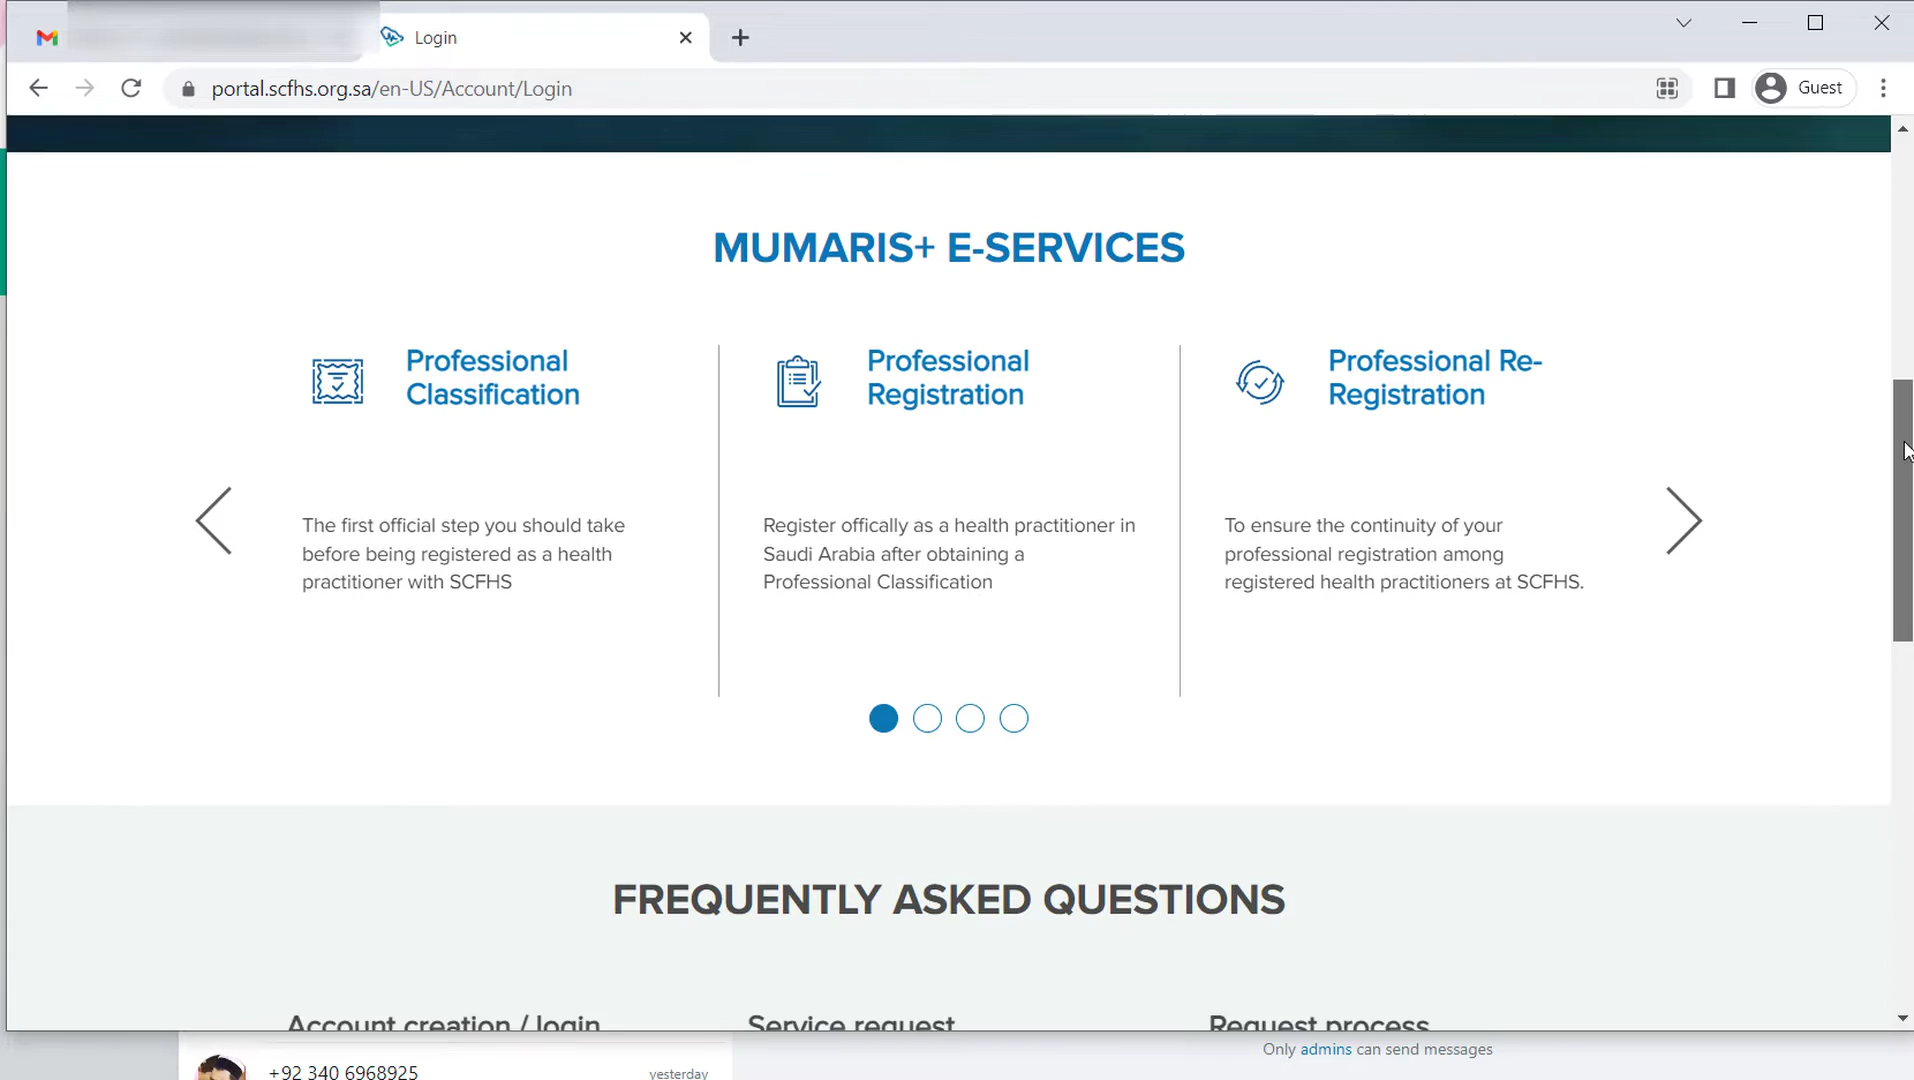 Login
portal.scfhs.org.sa/en-US/Account/Login
Guest
MUMARIS+ E-SERVICES
Professional
Classification
The first official step you should take
before being registered as a health
practitioner with SCFHS
Professional
Registration
Register offically as a health practitioner in
Saudi Arabia after obtaining a
Professional Classification
Professional Re-
Registration
To ensure the continuity of your
professional registration among
registered health practitioners at SCFHS.
FREQUENTLY ASKED QUESTIONS
Account creation / login
Service request
Request process
Only admins can send messages
+92 340 6968925
yesterday